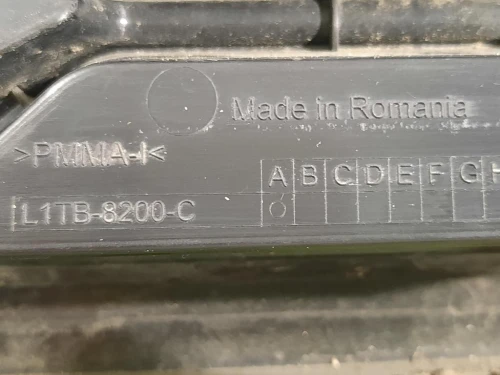 Made in Romania
>PMMA-I<
A B C D E F G H
L1TB-8200-C